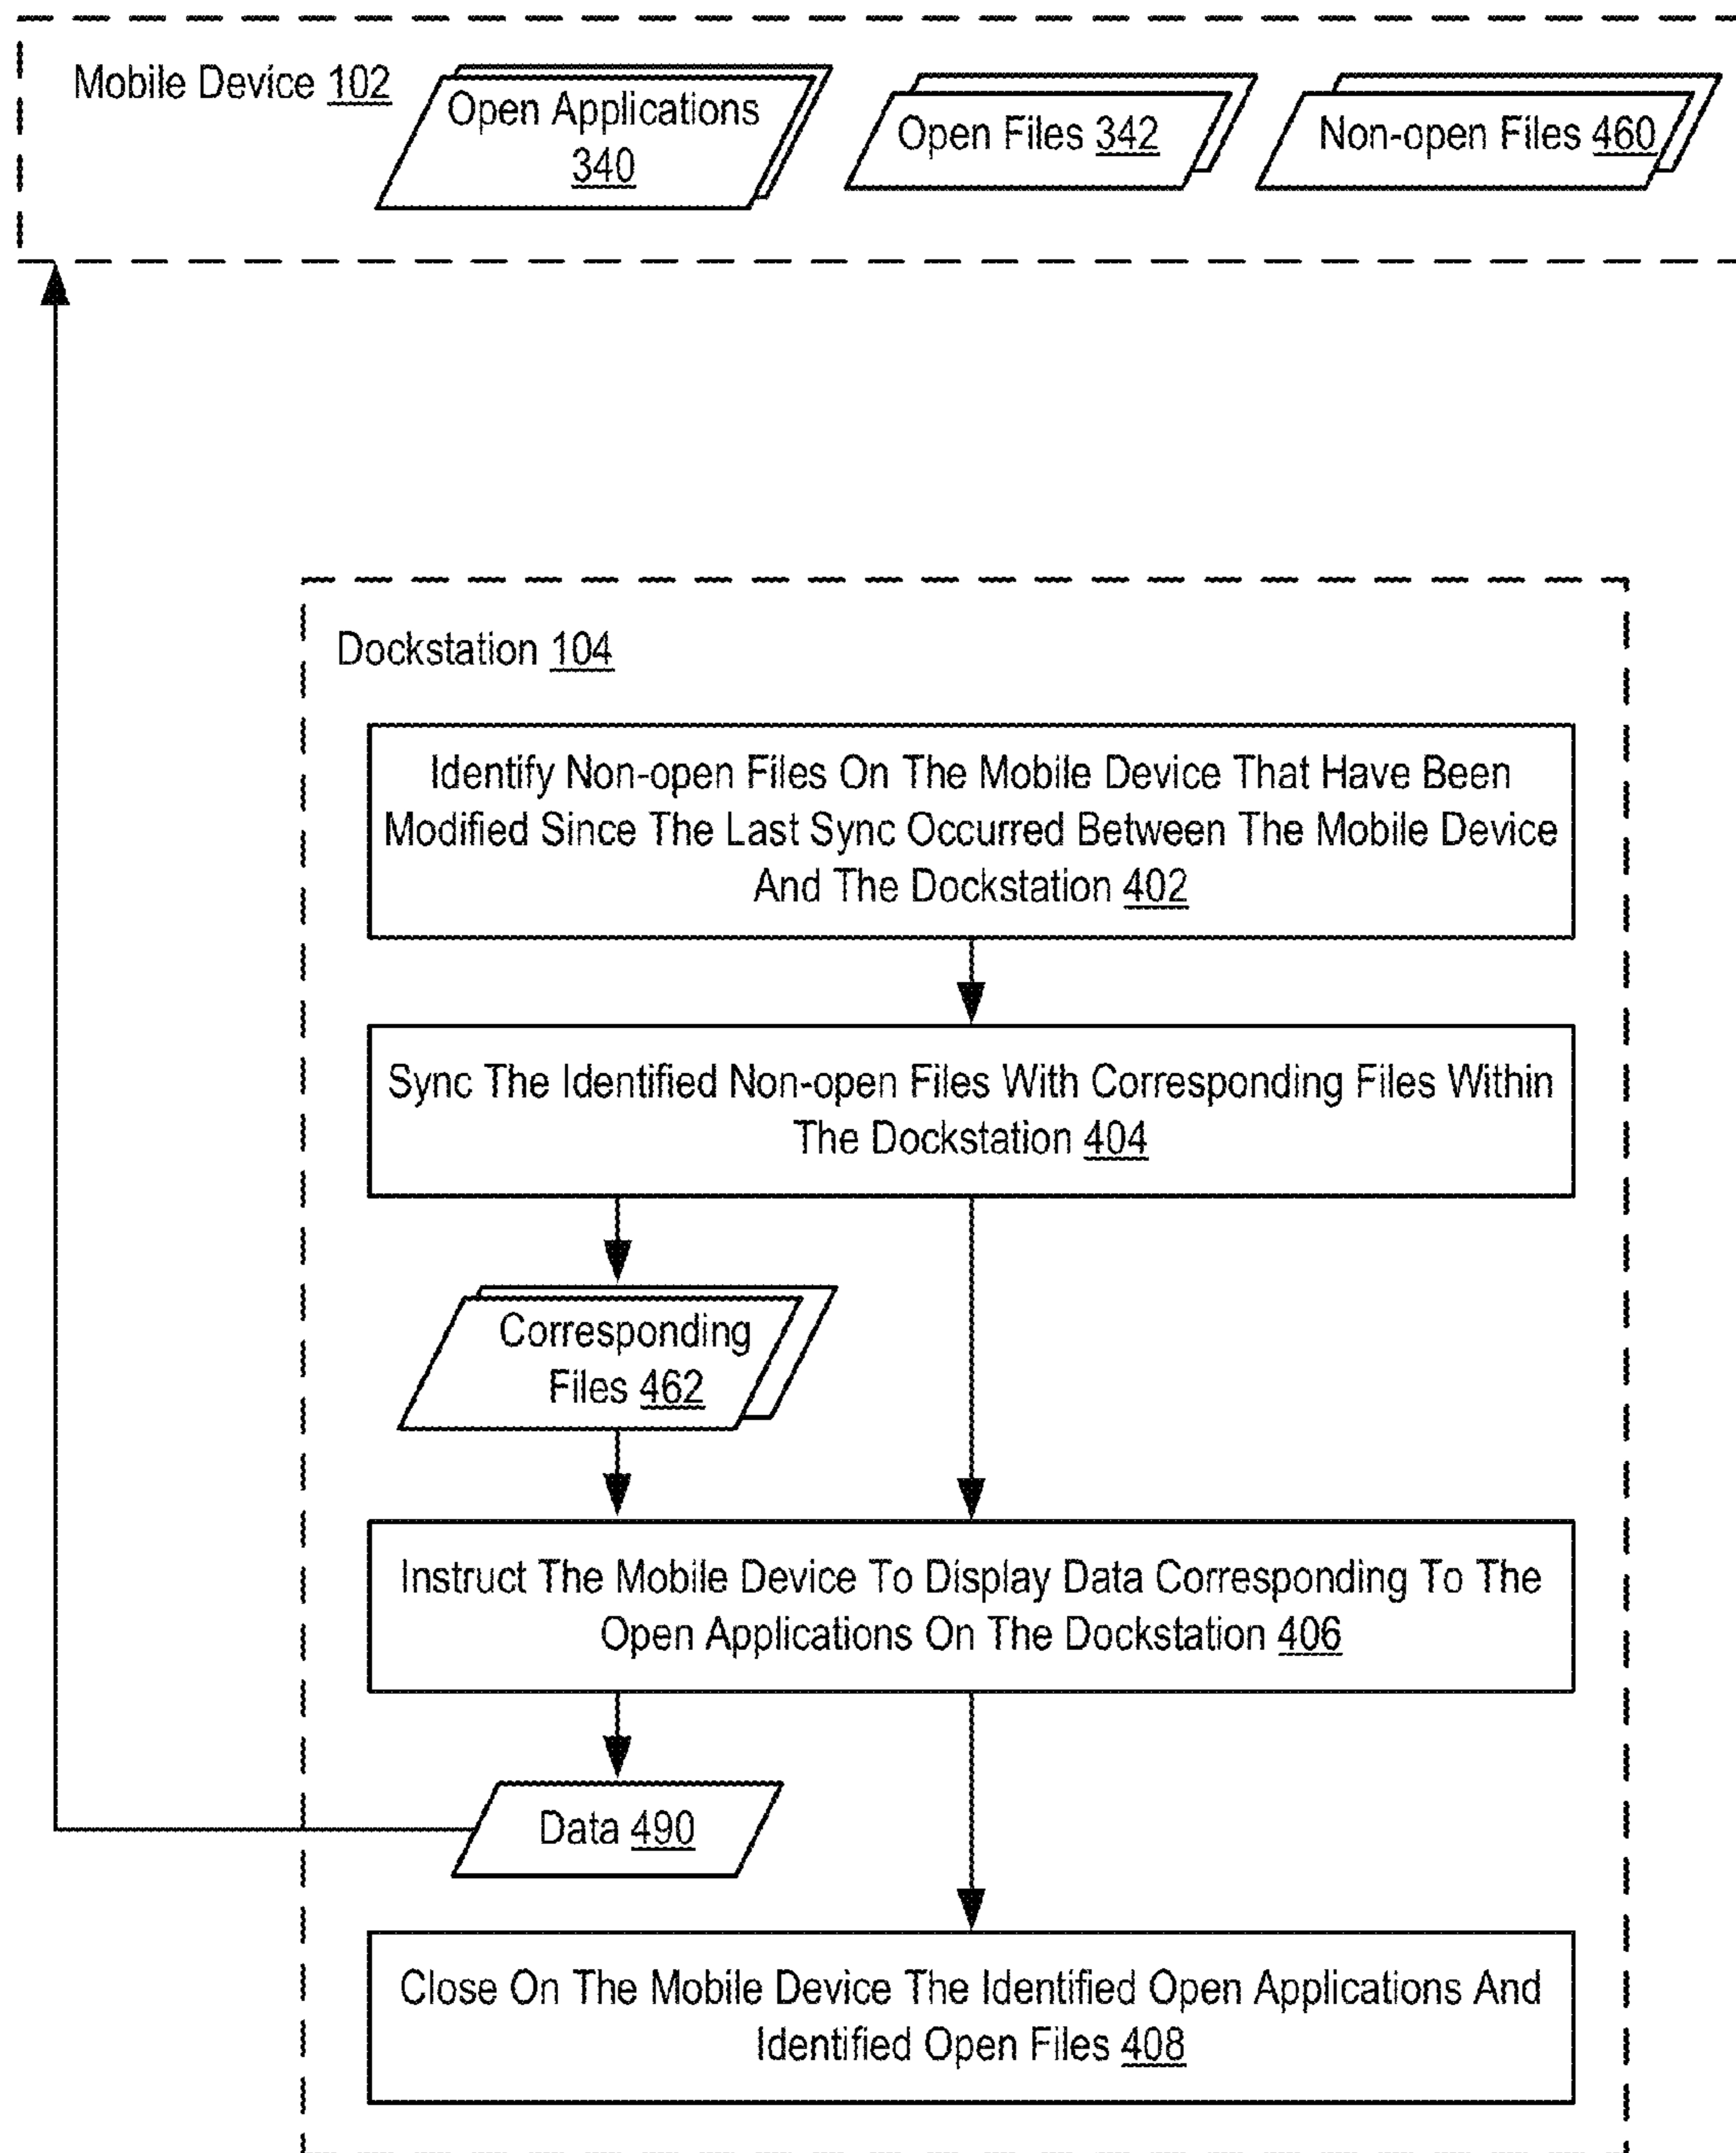 Mobile Device 102
Open Applications
340
Open Files 342
Non-open Files 460
Dockstation 104
Identify Non-open Files On The Mobile Device That Have Been
Modified Since The Last Sync Occurred Between The Mobile Device
And The Dockstation 402
Sync The Identified Non-open Files With Corresponding Files Within
The Dockstation 404
Corresponding
Files 462
Instruct The Mobile Device To Display Data Corresponding To The
Open Applications On The Dockstation 406
Data 490
Close On The Mobile Device The Identified Open Applications And
Identified Open Files 408